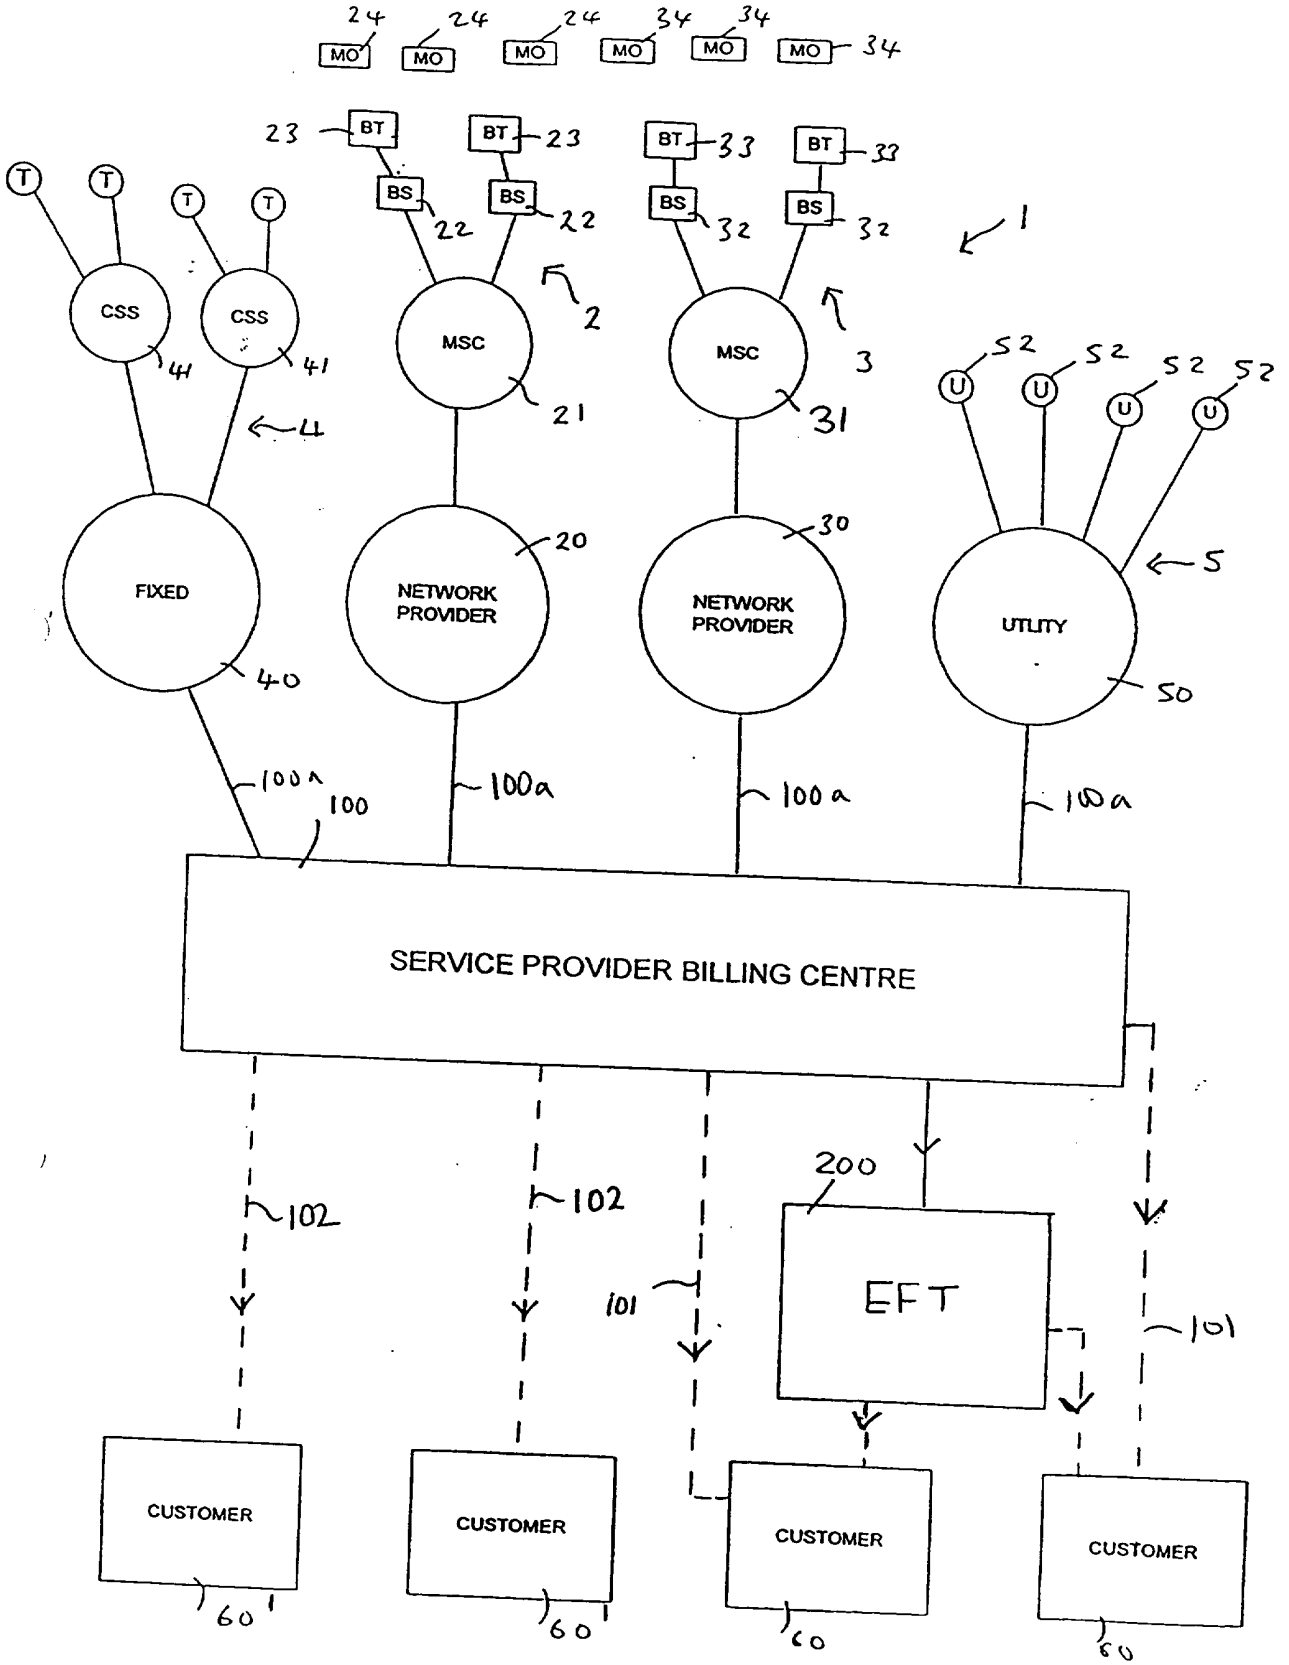 24 24 24 34 34
MO MO MO MO MO MO 34
23 BT BT 23 BT 33 BT 33
T T T T BS 22 BS 22 BS 32 BS 32
1
CSS 41 CSS 41 MSC 21 2 MSC 31 3
52 52 52 52
U U U U
4
FIXED 40
NETWORK
PROVIDER
20
NETWORK
PROVIDER
30
UTLITY
5
50
100a 100a 100a 100a
100
SERVICE PROVIDER BILLING CENTRE
200
102 102 101 EFT 101
CUSTOMER CUSTOMER CUSTOMER CUSTOMER
60' 60' 60 60